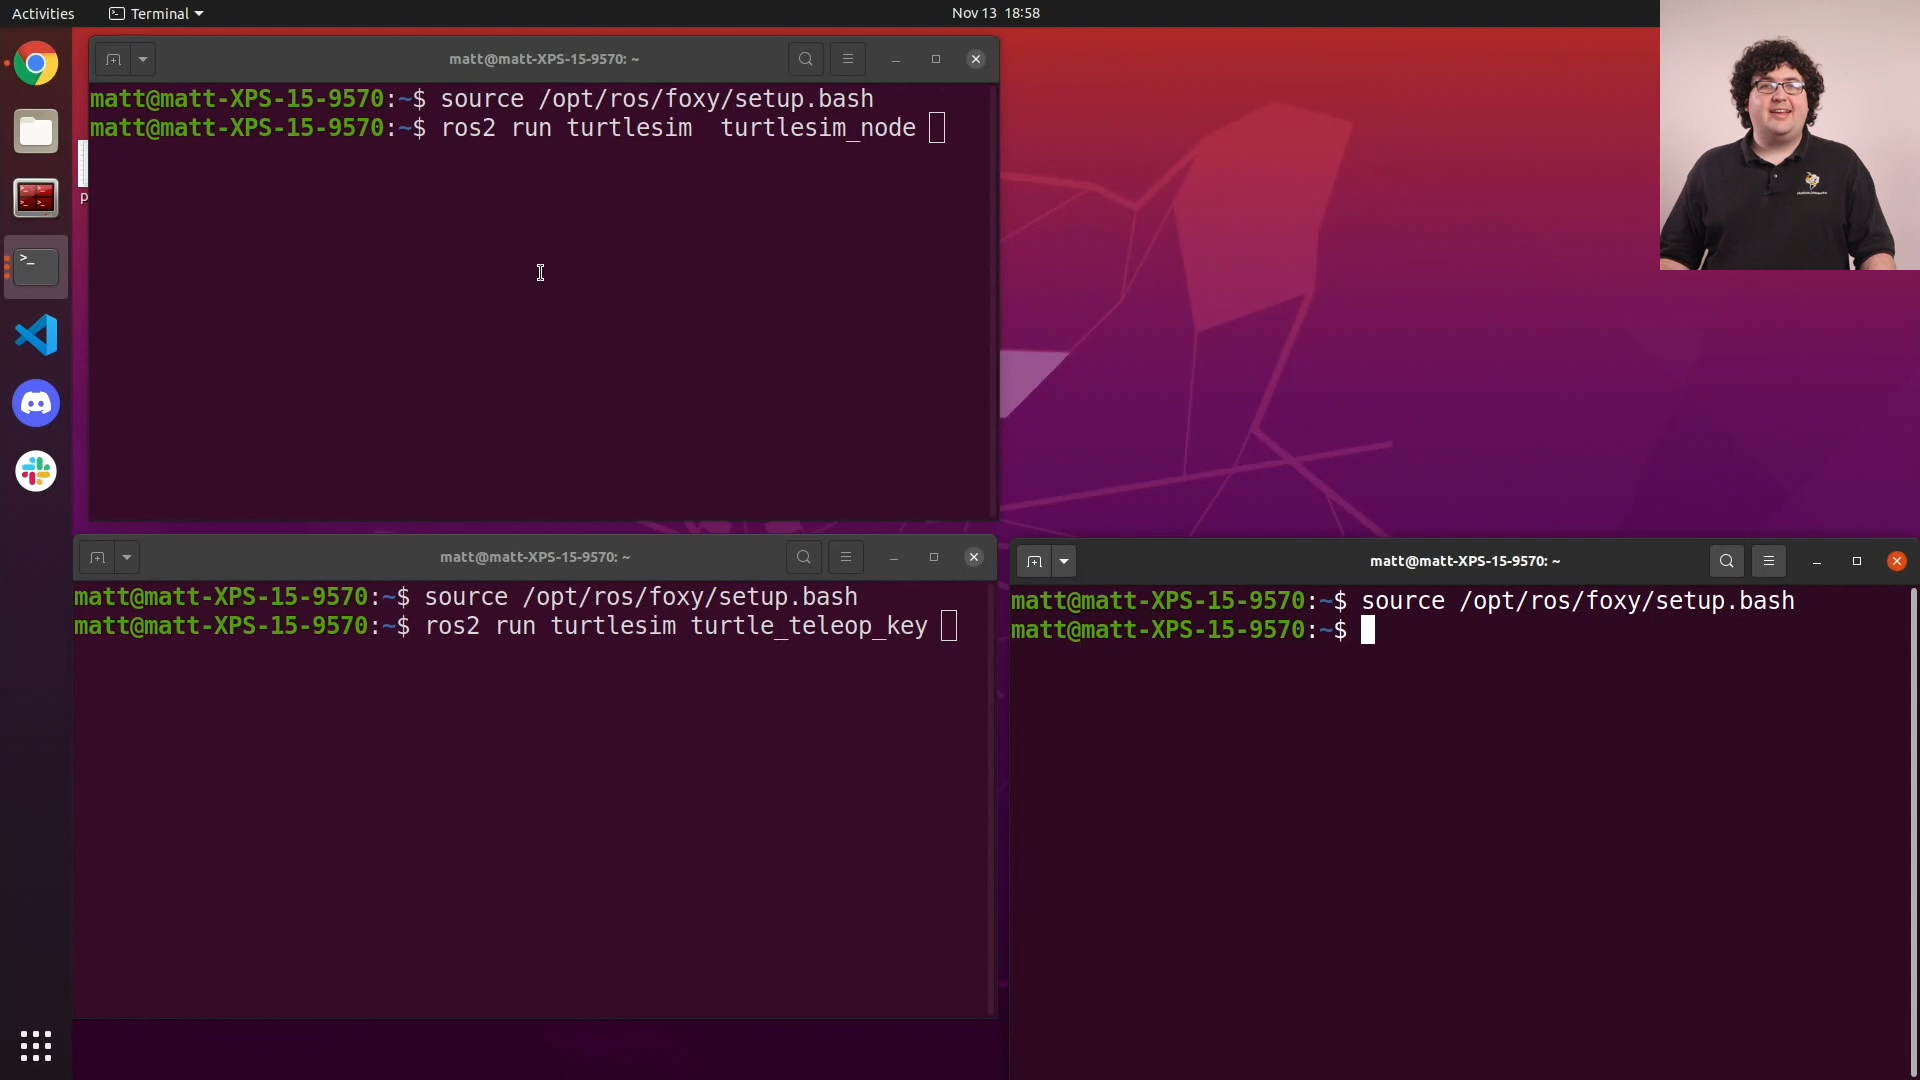 Activities
Terminal
Nov 13 18:58
matt@matt-XPS-15-9570: ~
matt@matt-XPS-15-9570:~$ source /opt/ros/foxy/setup.bash
matt@matt-XPS-15-9570:~$ ros2 run turtlesim  turtlesim_node
p
matt@matt-XPS-15-9570: ~
matt@matt-XPS-15-9570:~$ source /opt/ros/foxy/setup.bash
matt@matt-XPS-15-9570:~$ ros2 run turtlesim turtle_teleop_key
matt@matt-XPS-15-9570: ~
matt@matt-XPS-15-9570:~$ source /opt/ros/foxy/setup.bash
matt@matt-XPS-15-9570:~$